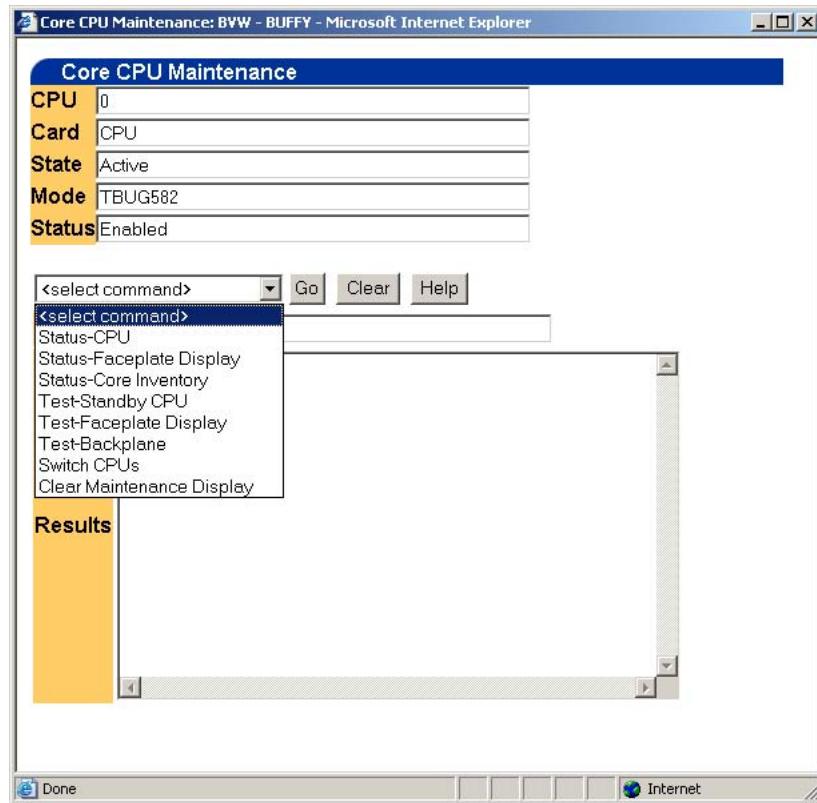 Core CPU Maintenance: BVW - BUFFY - Microsoft Internet Explorer
Core CPU Maintenance
CPU 0
Card CPU
State Active
Mode TBUG582
Status Enabled
<select command> Go Clear Help
<select command>
Status-CPU
Status-Faceplate Display
Status-Core Inventory
Test-Standby CPU
Test-Faceplate Display
Test-Backplane
Switch CPUs
Clear Maintenance Display
Results
Done Internet